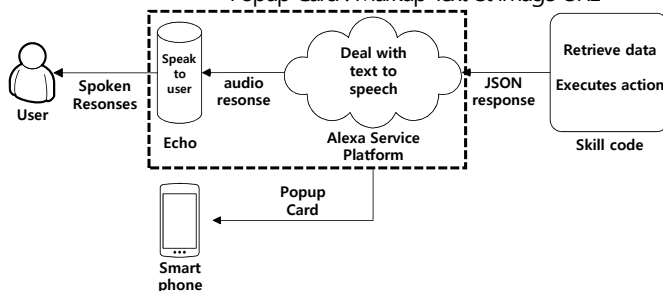 Popup Card : Markup Text & Image URL
Speak
to
user
Deal with
text to
speech
Retrieve data
Executes action
Spoken
Resonses
audio
resonse
JSON
response
User
Echo
Alexa Service
Platform
Skill code
Popup
Card
Smart
phone